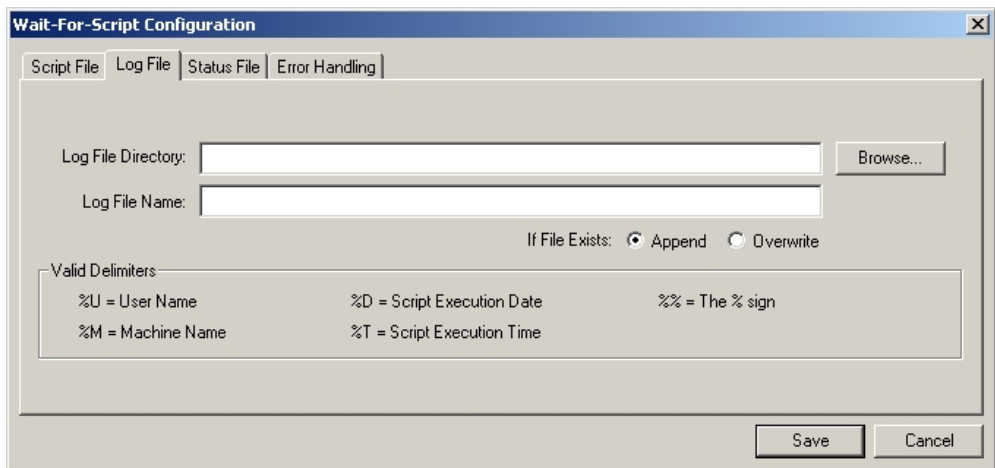 Wait-For-Script Configuration
Script File Log File Status File Error Handling
Log File Directory: Browse...
Log File Name:
If File Exists: Append Overwrite
Valid Delimiters
%U = User Name %D = Script Execution Date %% = The % sign
%M = Machine Name %T = Script Execution Time
Save Cancel